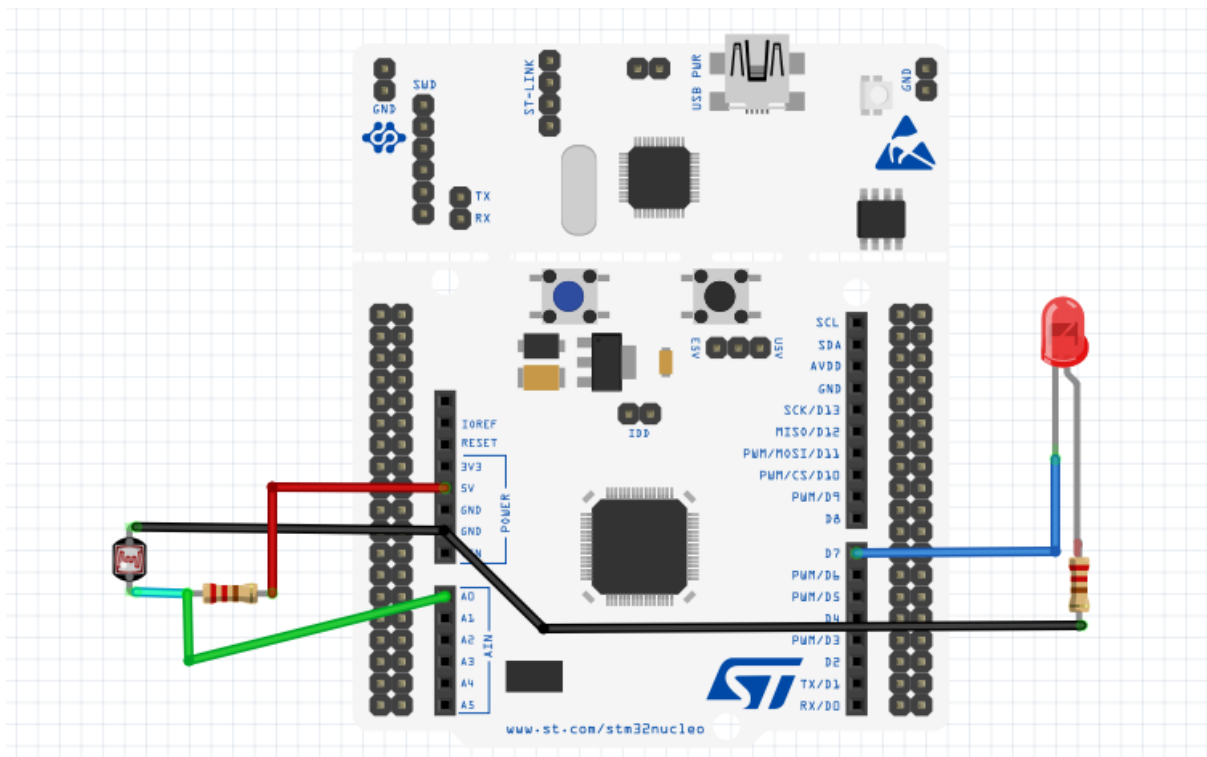 USB PWR
ST-LINK
GND
SWD
GND
TX
RX
E5V
U5V
SCL
SDA
AVDD
GND
SCK/D13
MISO/D12
PWM/MOSI/D11
PWM/CS/D10
PWM/D9
D8
IDD
IOREF
RESET
3V3
5V
GND
GND
POWER
D7
PWM/D6
PWM/D5
D4
PWM/D3
D2
TX/D1
RX/D0
A0
A1
A2
A3
A4
A5
AIN
ST
www.st.com/stm32nucleo